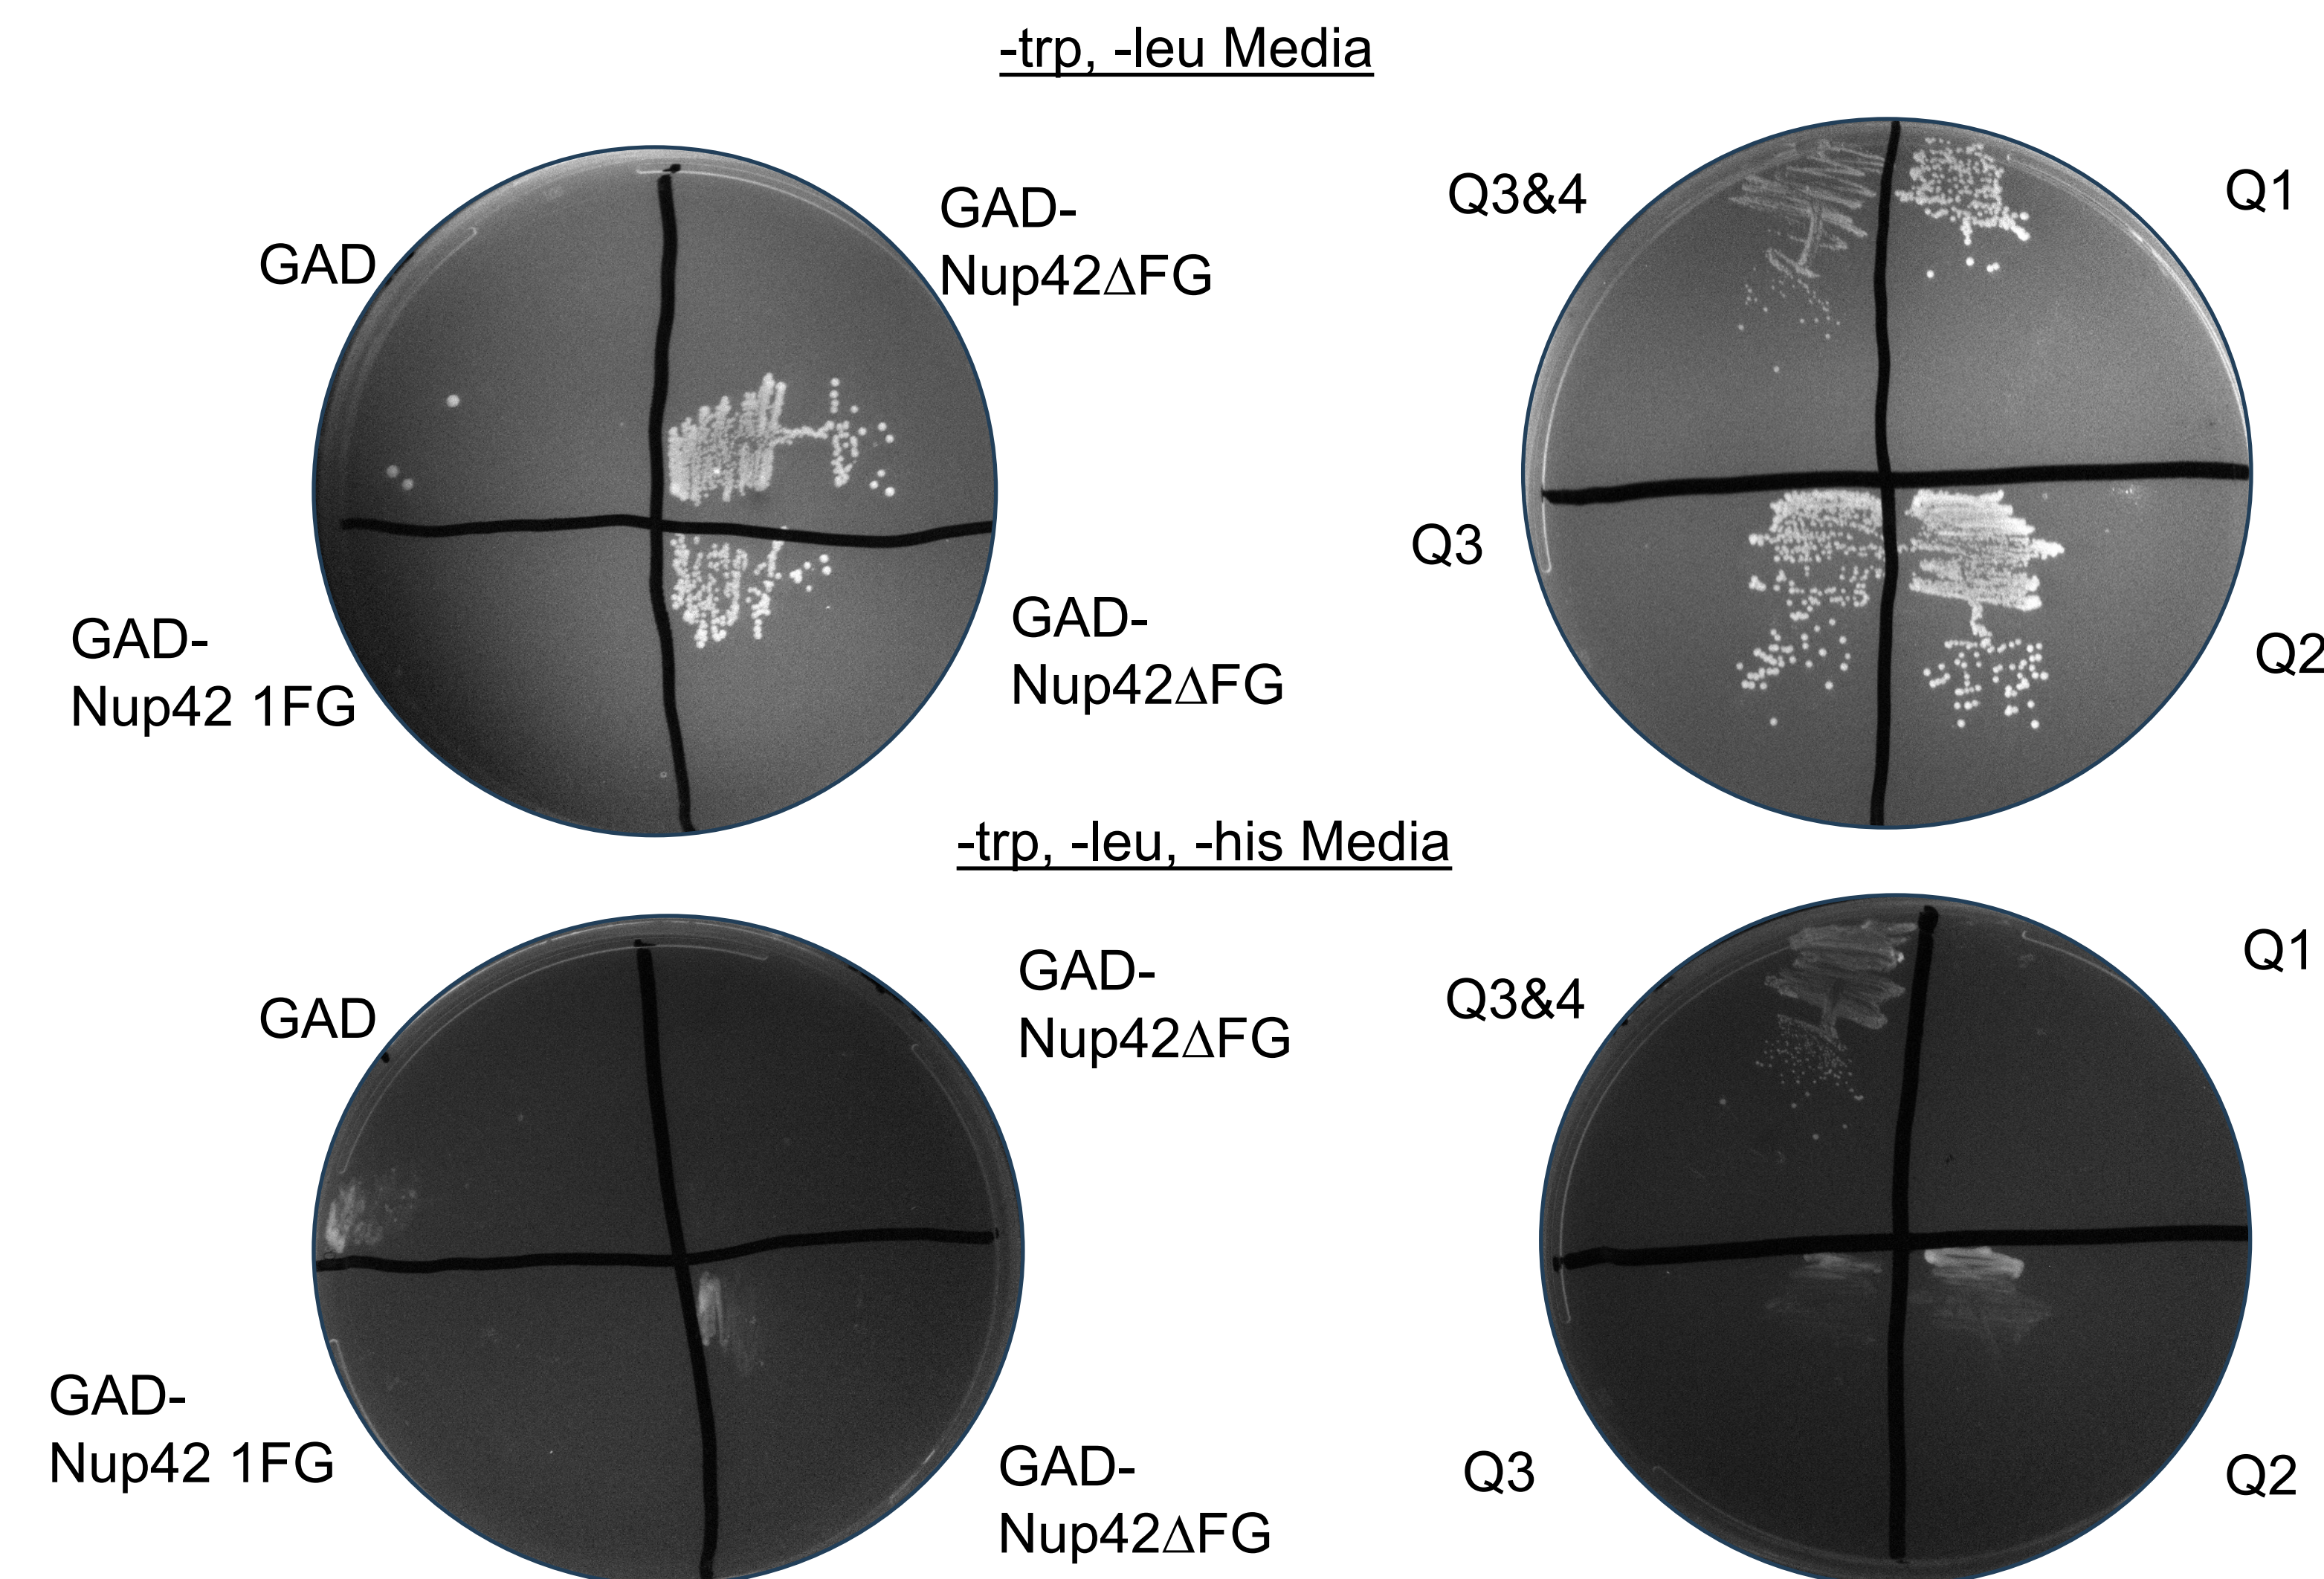 -trp, -leu Media
GAD
GAD-
Nup42ΔFG
GAD-
Nup42 1FG
GAD-
Nup42ΔFG
Q3&4
Q1
Q3
Q2
-trp, -leu, -his Media
GAD
GAD-
Nup42ΔFG
GAD-
Nup42 1FG
GAD-
Nup42ΔFG
Q3&4
Q1
Q3
Q2